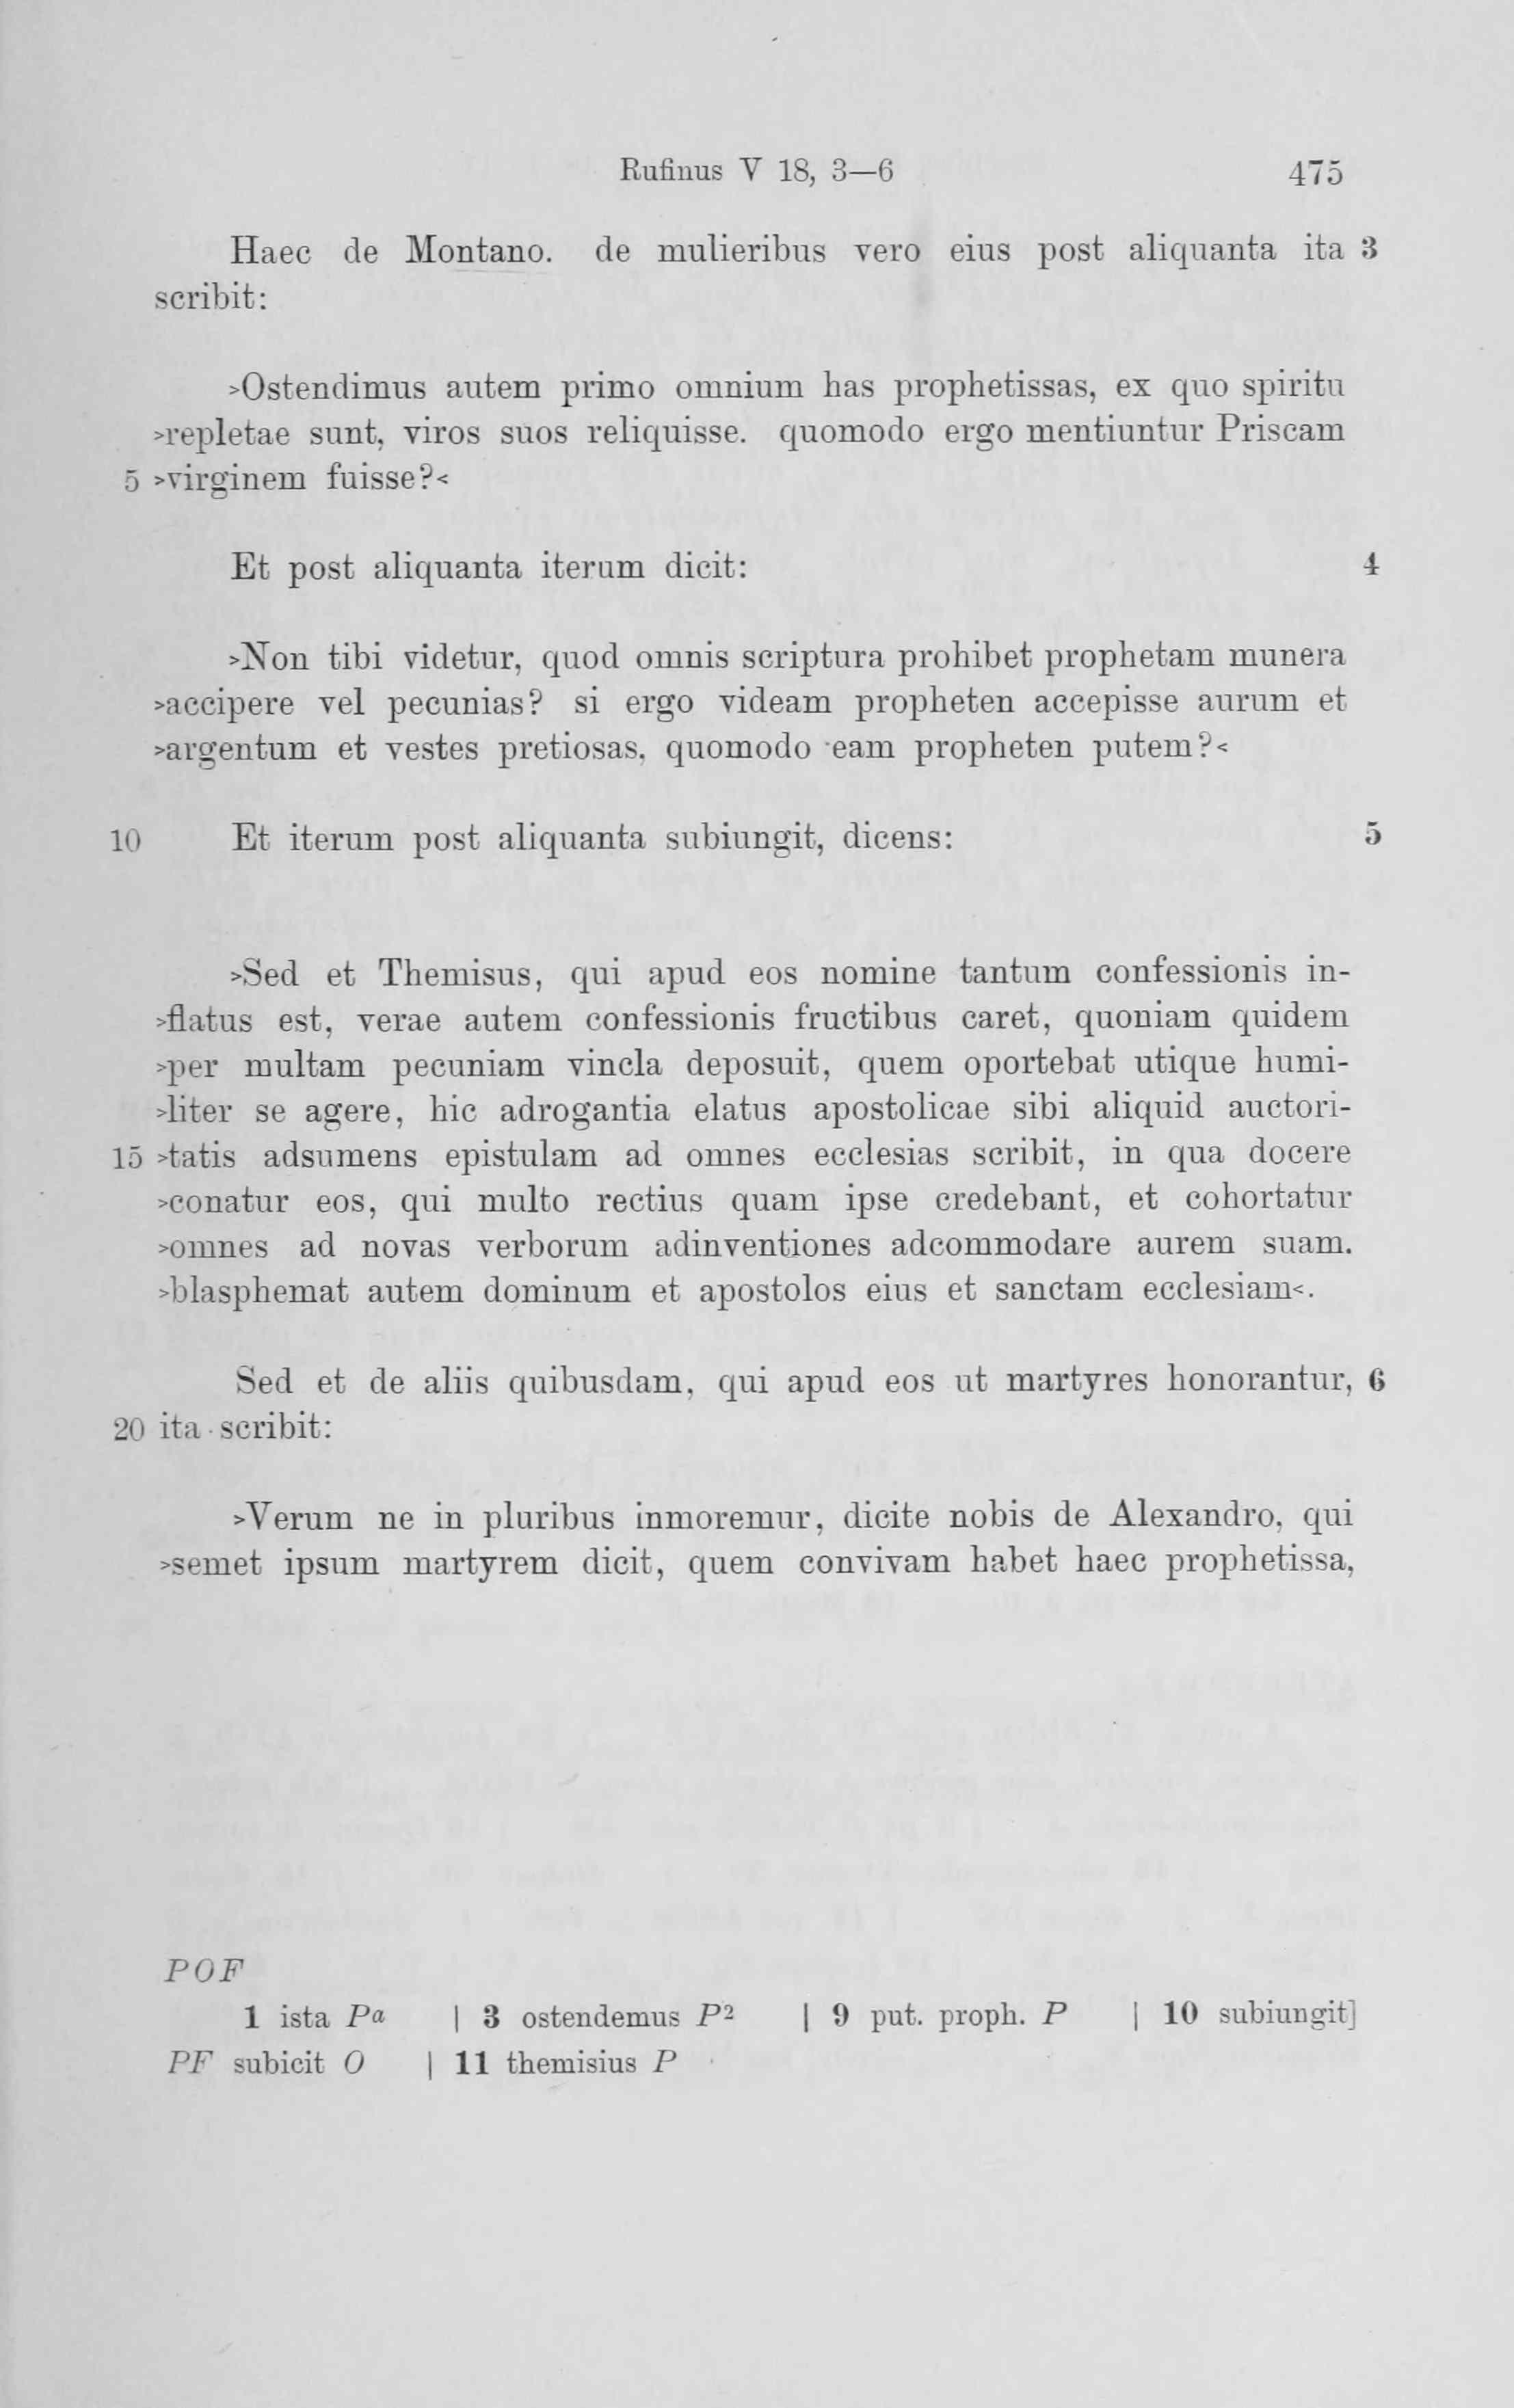 Rufinus V 18, 3—6 475
Haec de Montano. de mulieribus vero eius post aliquanta ita 3
scribit:
>Ostendimus autem primo omnium has prophetissas, ex quo spiritu
>repletae sunt, viros suos reliquisse. quomodo ergo mentiuntur Priscam
5 >virginem fuisse?<
Et post aliquanta iterum dicit: 4
>Non tibi videtur, quod omnis scriptura prohibet prophetam munera
>accipere vel pecunias? si ergo videam propheten accepisse aurum et
>argentum et vestes pretiosas, quomodo eam propheten putem?<
10 Et iterum post aliquanta subiungit, dicens: 5
>Sed et Themisus, qui apud eos nomine tantum confessionis in-
>flatus est, verae autem confessionis fructibus caret, quoniam quidem
>per multam pecuniam vincla deposuit, quem oportebat utique humi-
>liter se agere, hic adrogantia elatus apostolicae sibi aliquid auctori-
15 >tatis adsumens epistulam ad omnes ecclesias scribit, in qua docere
>conatur eos, qui multo rectius quam ipse credebant, et cohortatur
>omnes ad novas verborum adinventiones adcommodare aurem suam.
>blasphemat autem dominum et apostolos eius et sanctam ecclesiam<.
Sed et de aliis quibusdam, qui apud eos ut martyres honorantur, 6
20 ita scribit:
>Verum ne in pluribus inmoremur, dicite nobis de Alexandro, qui
>semet ipsum martyrem dicit, quem convivam habet haec prophetissa,
POF
1 ista Pa | 3 ostendemus P2 | 9 put. proph. P | 10 subiungit]
PF subicit O | 11 themisius P